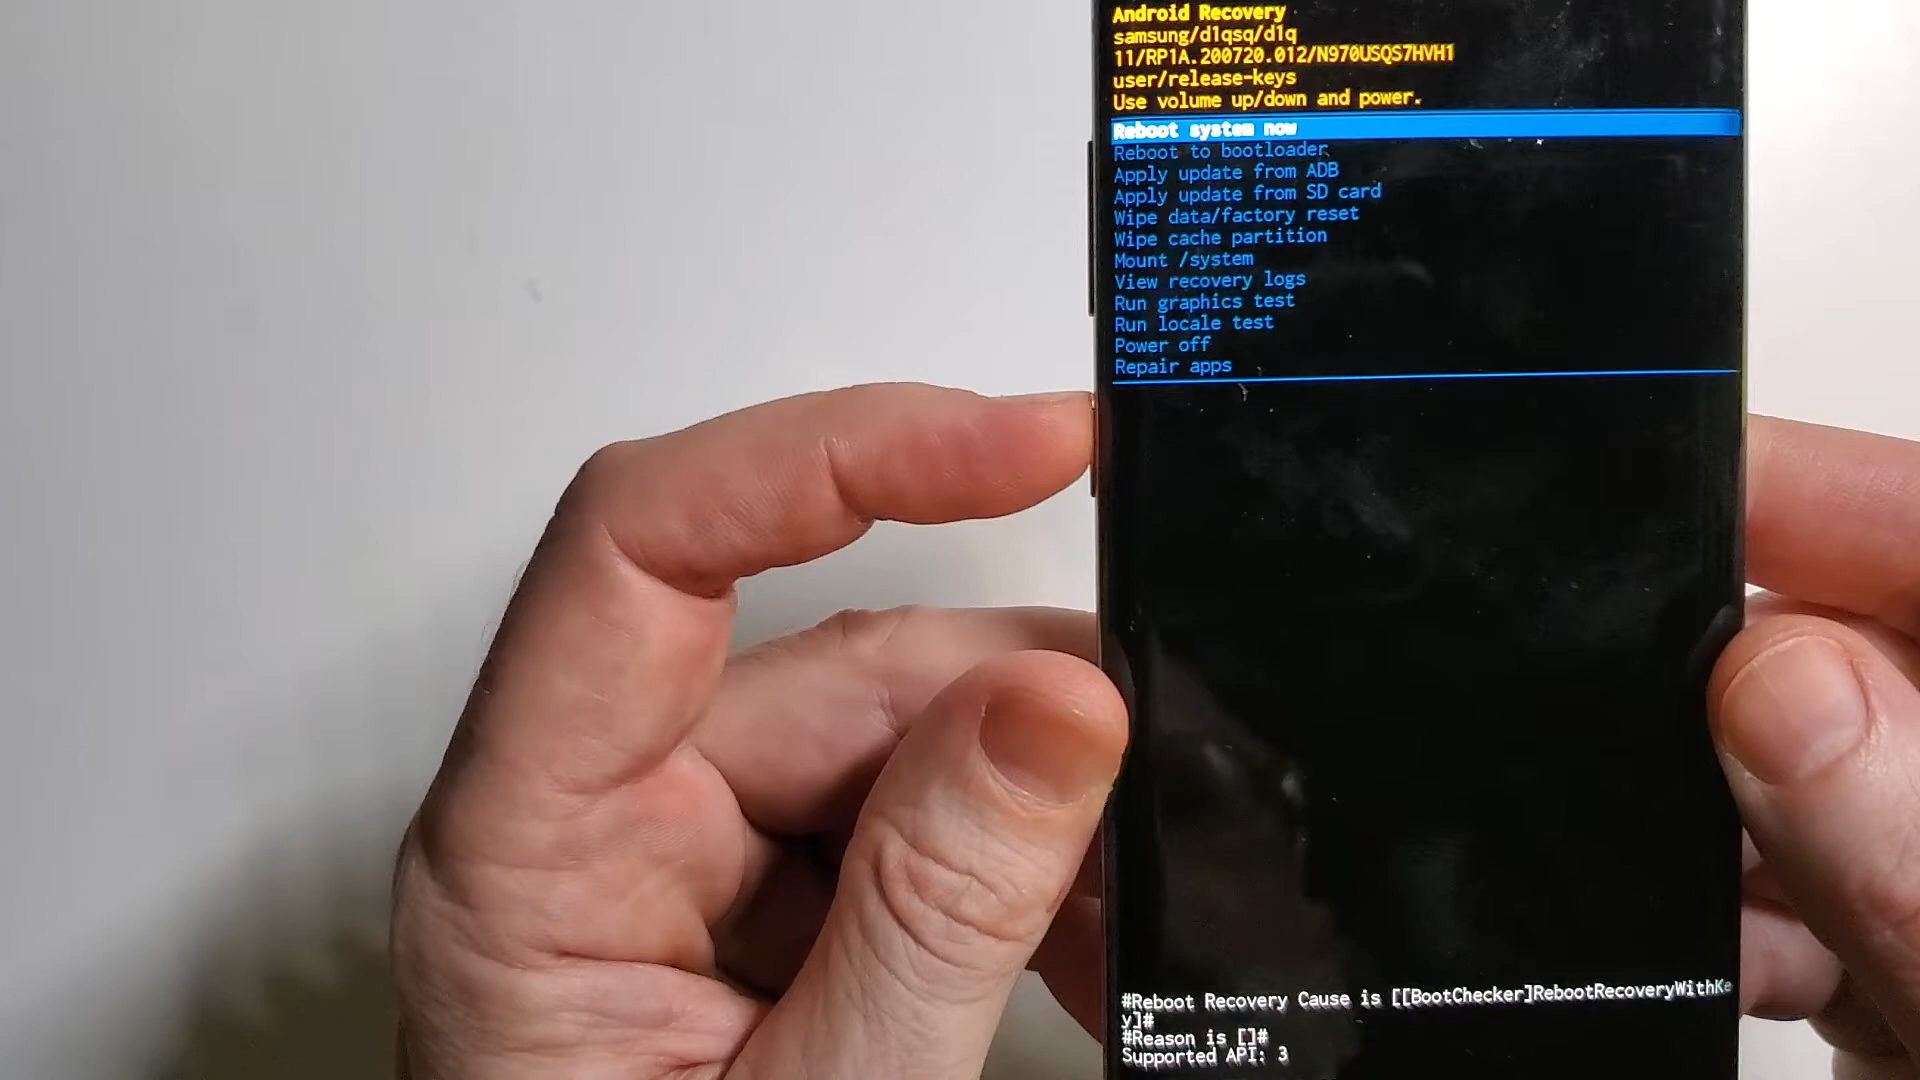 Android Recovery
samsung/d1qsq/d1q
11/RP1A.200720.012/N970USQS7HVH1
user/release-keys
Use volume up/down and power.
Reboot system now
Reboot to bootloader
Apply update from ADB
Apply update from SD card
Wipe data/factory reset
Wipe cache partition
Mount /system
View recovery logs
Run graphics test
Run locale test
Power off
Repair apps
#Reboot Recovery Cause is [[BootChecker]RebootRecoveryWithKe
y]#
#Reason is []#
Supported API: 3